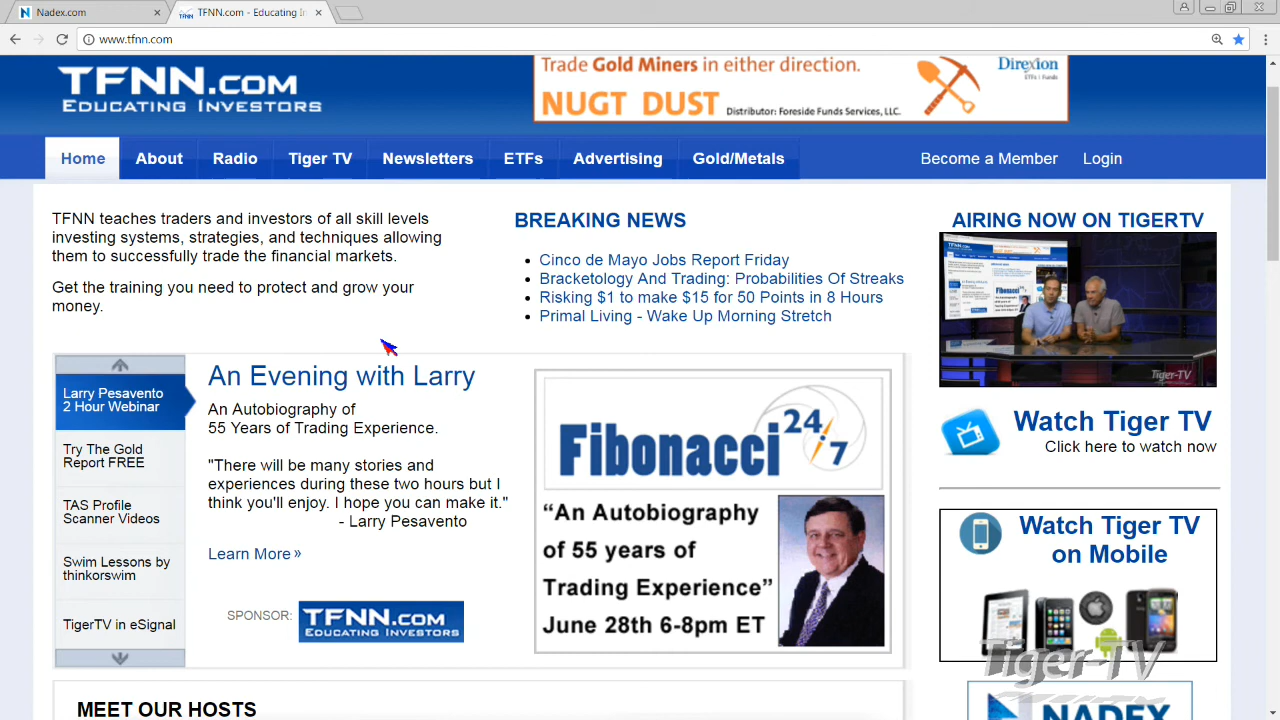 Nadex.com
TFNN.com - Educating In
www.tfnn.com
TFNN.com
Educating Investors
Trade Gold Miners in either direction.
NUGT DUST
Distributor: Foreside Funds Services, LLC.
Direxion
ETFs | Funds
Home
About
Radio
Tiger TV
Newsletters
ETFs
Advertising
Gold/Metals
Become a Member
Login
TFNN teaches traders and investors of all skill levels
investing systems, strategies, and techniques allowing
them to successfully trade the financial markets.
Get the training you need to protect and grow your
money.
BREAKING NEWS
Cinco de Mayo Jobs Report Friday
Bracketology And Trading: Probabilities Of Streaks
Risking $1 to make $15 for 50 Points in 8 Hours
Primal Living - Wake Up Morning Stretch
AIRING NOW ON TIGERTV
Tiger-TV
Larry Pesavento
2 Hour Webinar
Try The Gold
Report FREE
TAS Profile
Scanner Videos
Swim Lessons by
thinkorswim
TigerTV in eSignal
An Evening with Larry
An Autobiography of
55 Years of Trading Experience.
"There will be many stories and
experiences during these two hours but I
think you'll enjoy. I hope you can make it."
- Larry Pesavento
Learn More »
SPONSOR:
TFNN.com
Educating Investors
Fibonacci 24/7
“An Autobiography
of 55 years of
Trading Experience”
June 28th 6-8pm ET
Watch Tiger TV
Click here to watch now
Watch Tiger TV
on Mobile
Tiger-TV
NADEX
MEET OUR HOSTS